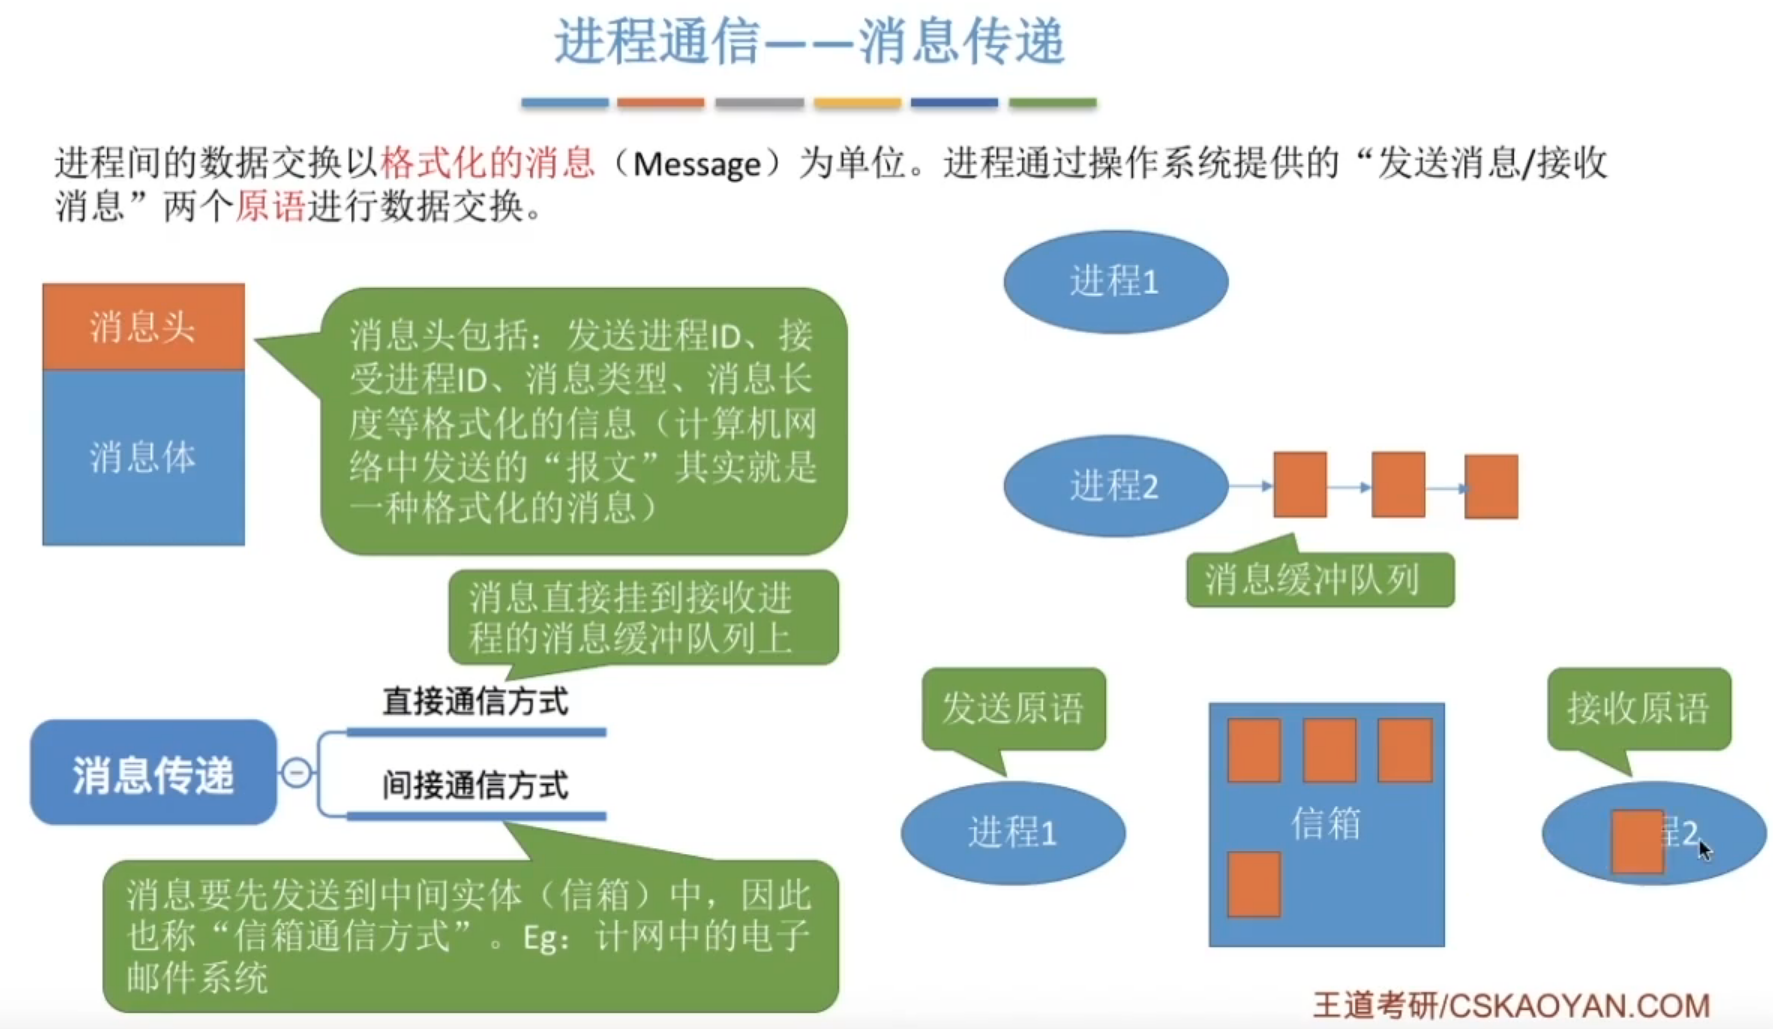 进程通信——消息传递
进程间的数据交换以格式化的消息（Message）为单位。进程通过操作系统提供的“发送消息/接收
消息”两个原语进行数据交换。
消息头
消息体
消息头包括：发送进程ID、接
受进程ID、消息类型、消息长
度等格式化的信息（计算机网
络中发送的“报文”其实就是
一种格式化的消息）
进程1
进程2
消息缓冲队列
消息直接挂到接收进
程的消息缓冲队列上
直接通信方式
消息传递
间接通信方式
消息要先发送到中间实体（信箱）中，因此
也称“信箱通信方式”。Eg：计网中的电子
邮件系统
发送原语
进程1
信箱
接收原语
程2
王道考研/CSKAOYAN.COM